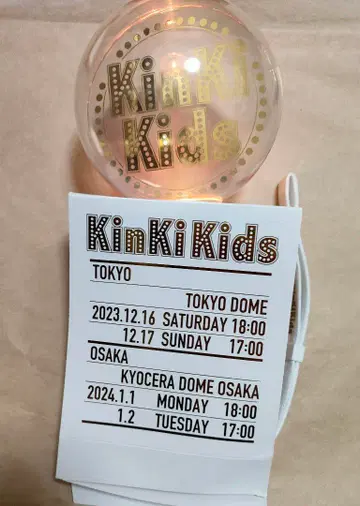 KinKi
Kids
KinKi Kids
TOKYO
TOKYO DOME
2023.12.16 SATURDAY 18:00
12.17 SUNDAY 17:00
OSAKA
KYOCERA DOME OSAKA
2024.1.1 MONDAY 18:00
1.2 TUESDAY 17:00